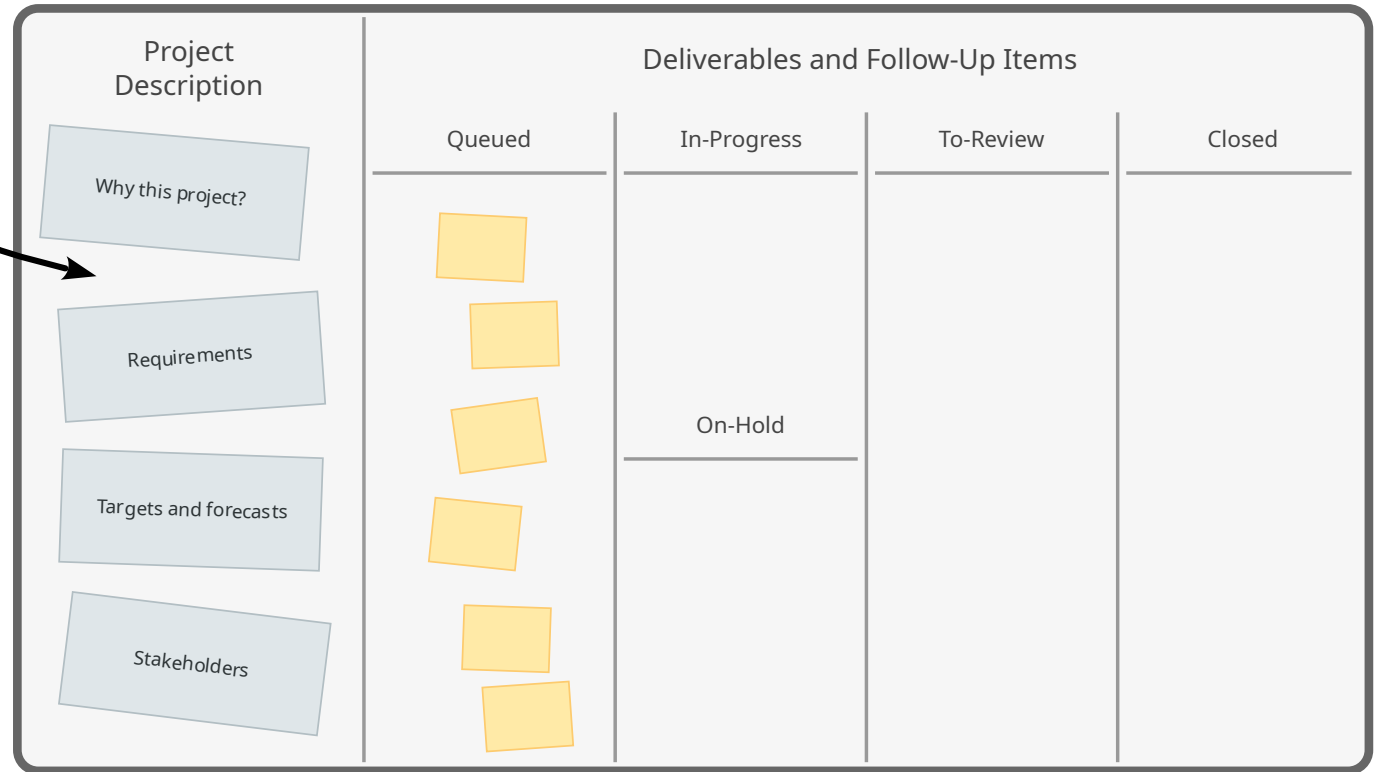 Project
Description
Why this project?
Requirements
Targets and forecasts
Stakeholders
Deliverables and Follow-Up Items
Queued
In-Progress
On-Hold
To-Review
Closed